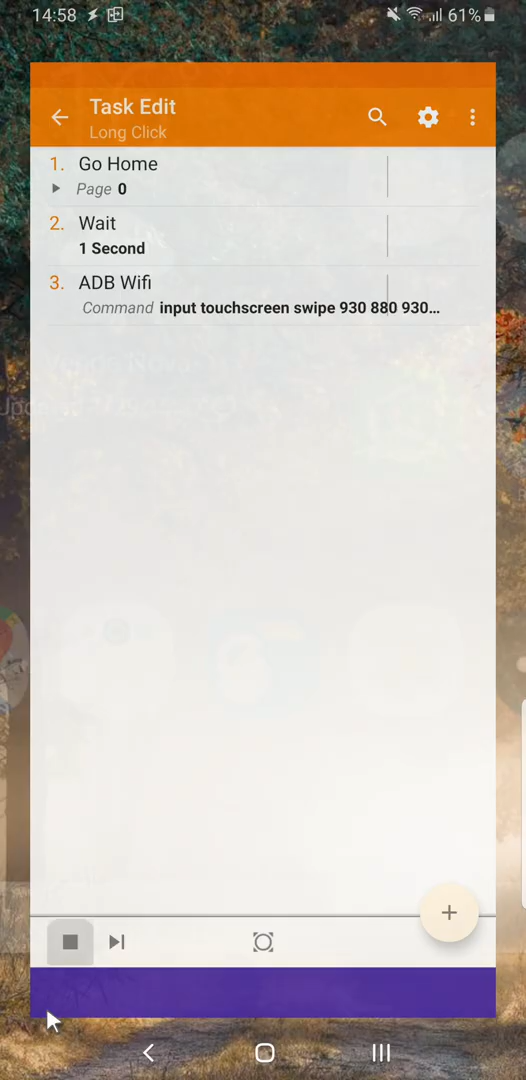 14:58
61%
Task Edit
Long Click
1. Go Home
Page 0
2. Wait
1 Second
3. ADB Wifi
Command input touchscreen swipe 930 880 930...